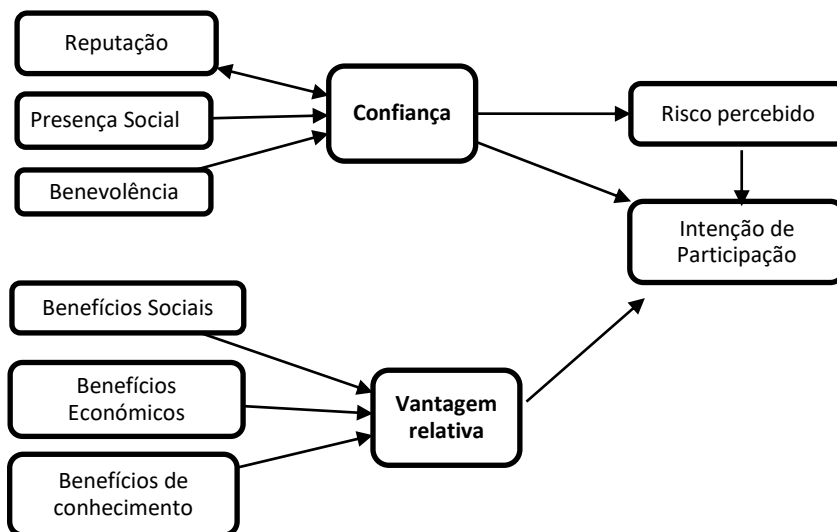 Reputação
Presença Social
Benevolência
Confiança
Risco percebido
Intenção de
Participação
Benefícios Sociais
Benefícios
Económicos
Benefícios de
conhecimento
Vantagem
relativa